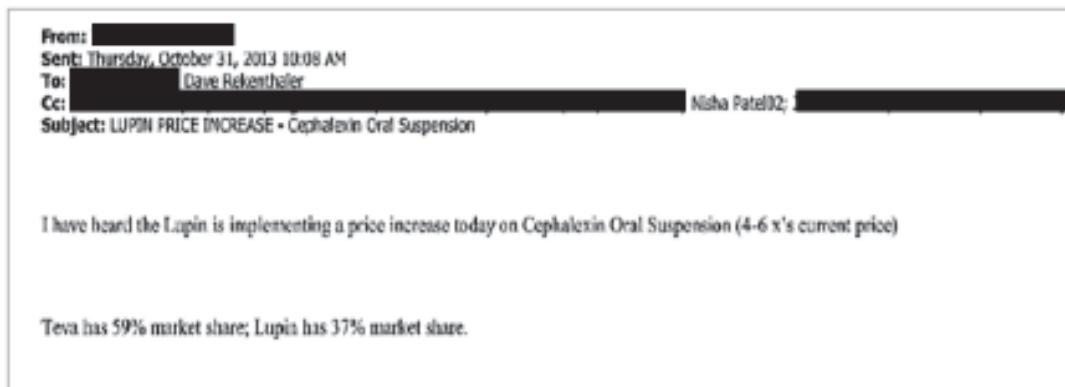 From:
Sent: Thursday, October 31, 2013 10:08 AM
To: Dave Rekenthaler
Cc: Nisha Patel02;
Subject: LUPIN PRICE INCREASE - Cephalexin Oral Suspension
I have heard the Lupin is implementing a price increase today on Cephalexin Oral Suspension (4-6 x's current price)
Teva has 59% market share; Lupin has 37% market share.